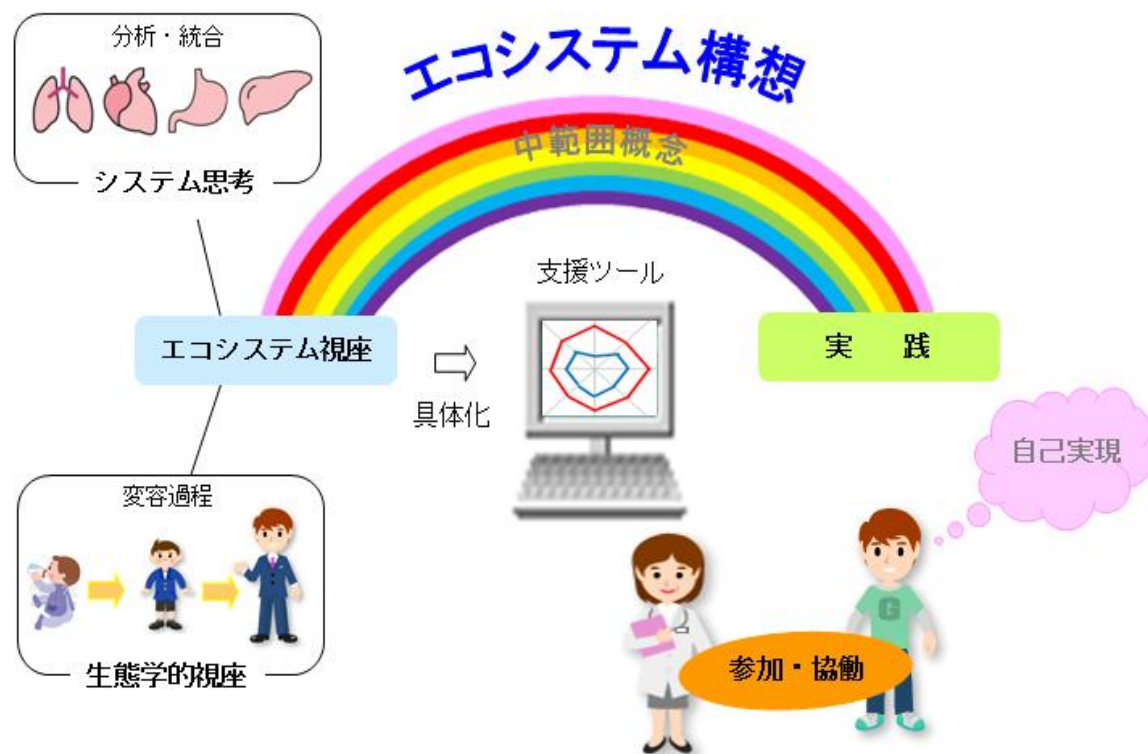 エコシステム構想
中範囲概念
分析・統合
システム思考
エコシステム視座
具体化
支援ツール
実 践
変容過程
生態学的視座
自己実現
G
参加・協働